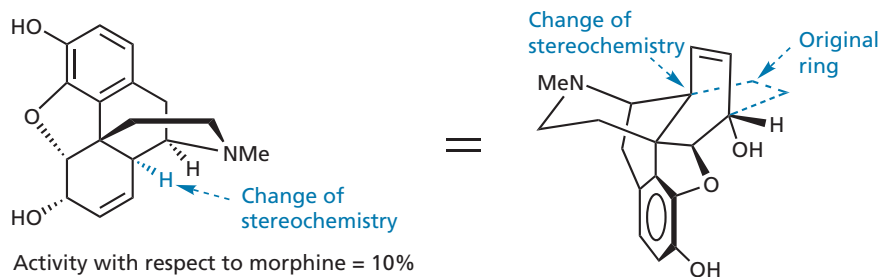 HO
O
HO
H
NMe
H
Change of
stereochemistry
Activity with respect to morphine = 10%
=
Change of
stereochemistry
Original
ring
MeN
H
OH
O
OH